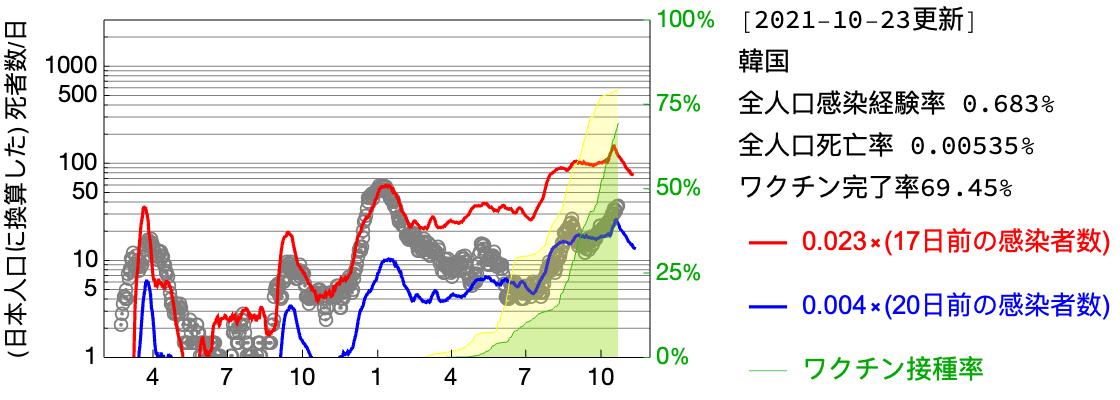 [2021-10-23更新]
韓国
全人口感染経験率 0.683%
全人口死亡率 0.00535%
ワクチン完了率69.45%
0.023×(17日前の感染者数)
0.004×(20日前の感染者数)
ワクチン接種率
(日本人口に換算した) 死者数/日
1000
500
100
50
10
5
1
100%
75%
50%
25%
0%
4 7 10 1 4 7 10